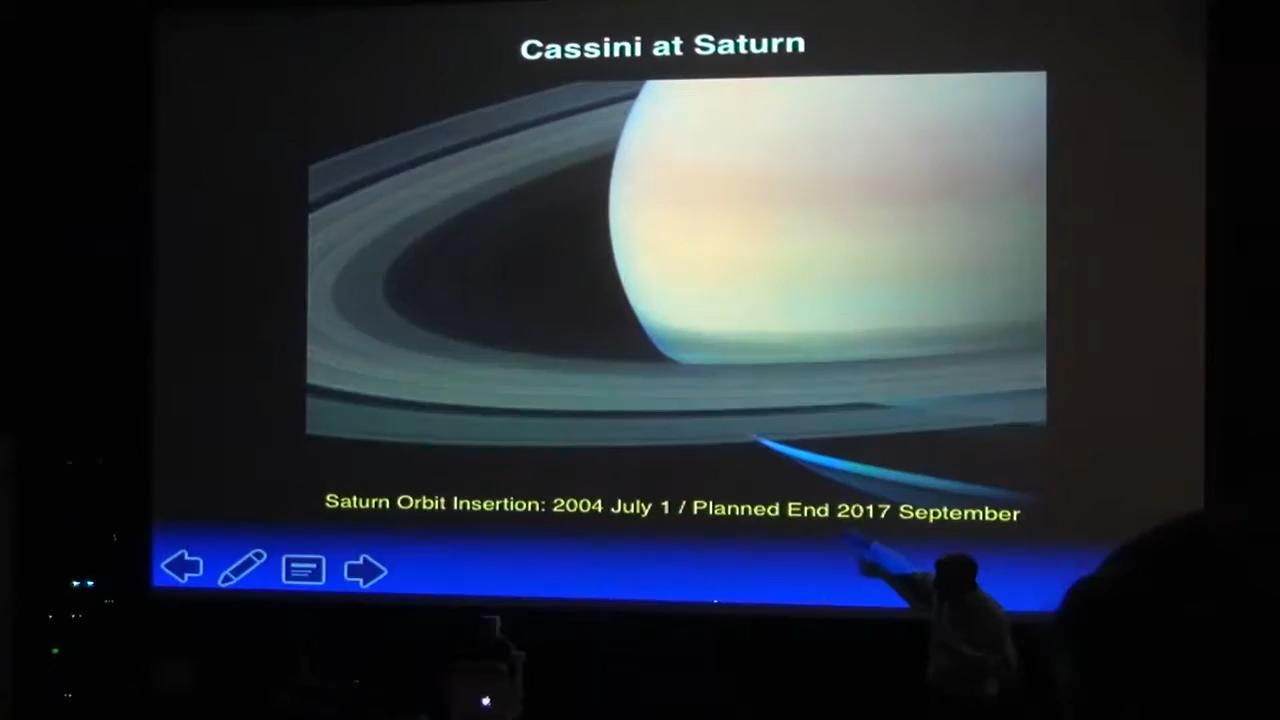 Cassini at Saturn
Saturn Orbit Insertion: 2004 July 1 / Planned End 2017 September